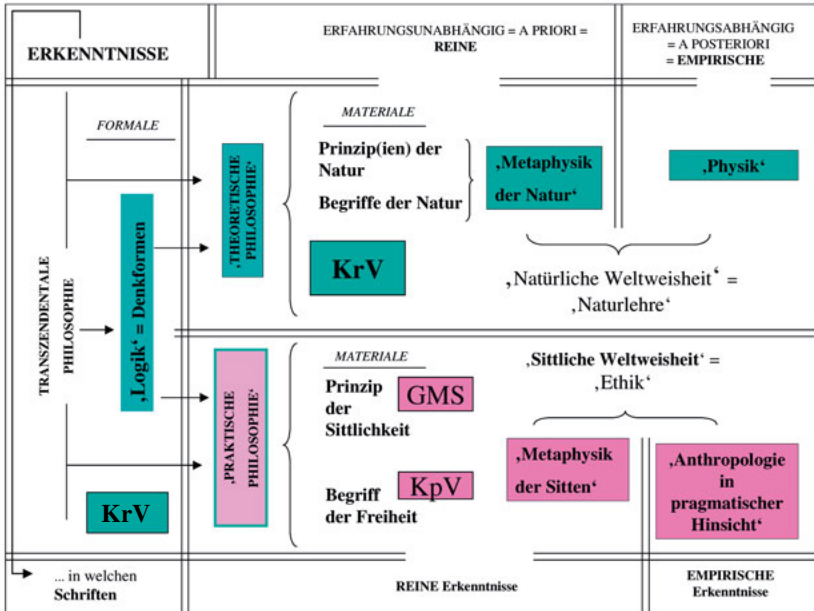 ERKENNTNISSE
ERFAHRUNGSUNABHÄNGIG = A PRIORI =
REINE
ERFAHRUNGSABHÄNGIG
= A POSTERIORI
= EMPIRISCHE
TRANSZENDENTALE
PHILOSOPHIE
FORMALE
‚Logik‘ = Denkformen
KrV
‚THEORETISCHE
PHILOSOPHIE‘
MATERIALE
Prinzip(ien) der
Natur
Begriffe der Natur
KrV
‚Metaphysik
der Natur‘
‚Physik‘
‚Natürliche Weltweisheit‘ =
‚Naturlehre‘
‚PRAKTISCHE
PHILOSOPHIE‘
MATERIALE
Prinzip
der
Sittlichkeit
GMS
Begriff
der Freiheit
KpV
‚Sittliche Weltweisheit‘ =
‚Ethik‘
‚Metaphysik
der Sitten‘
‚Anthropologie
in
pragmatischer
Hinsicht‘
... in welchen
Schriften
REINE Erkenntnisse
EMPIRISCHE
Erkenntnisse